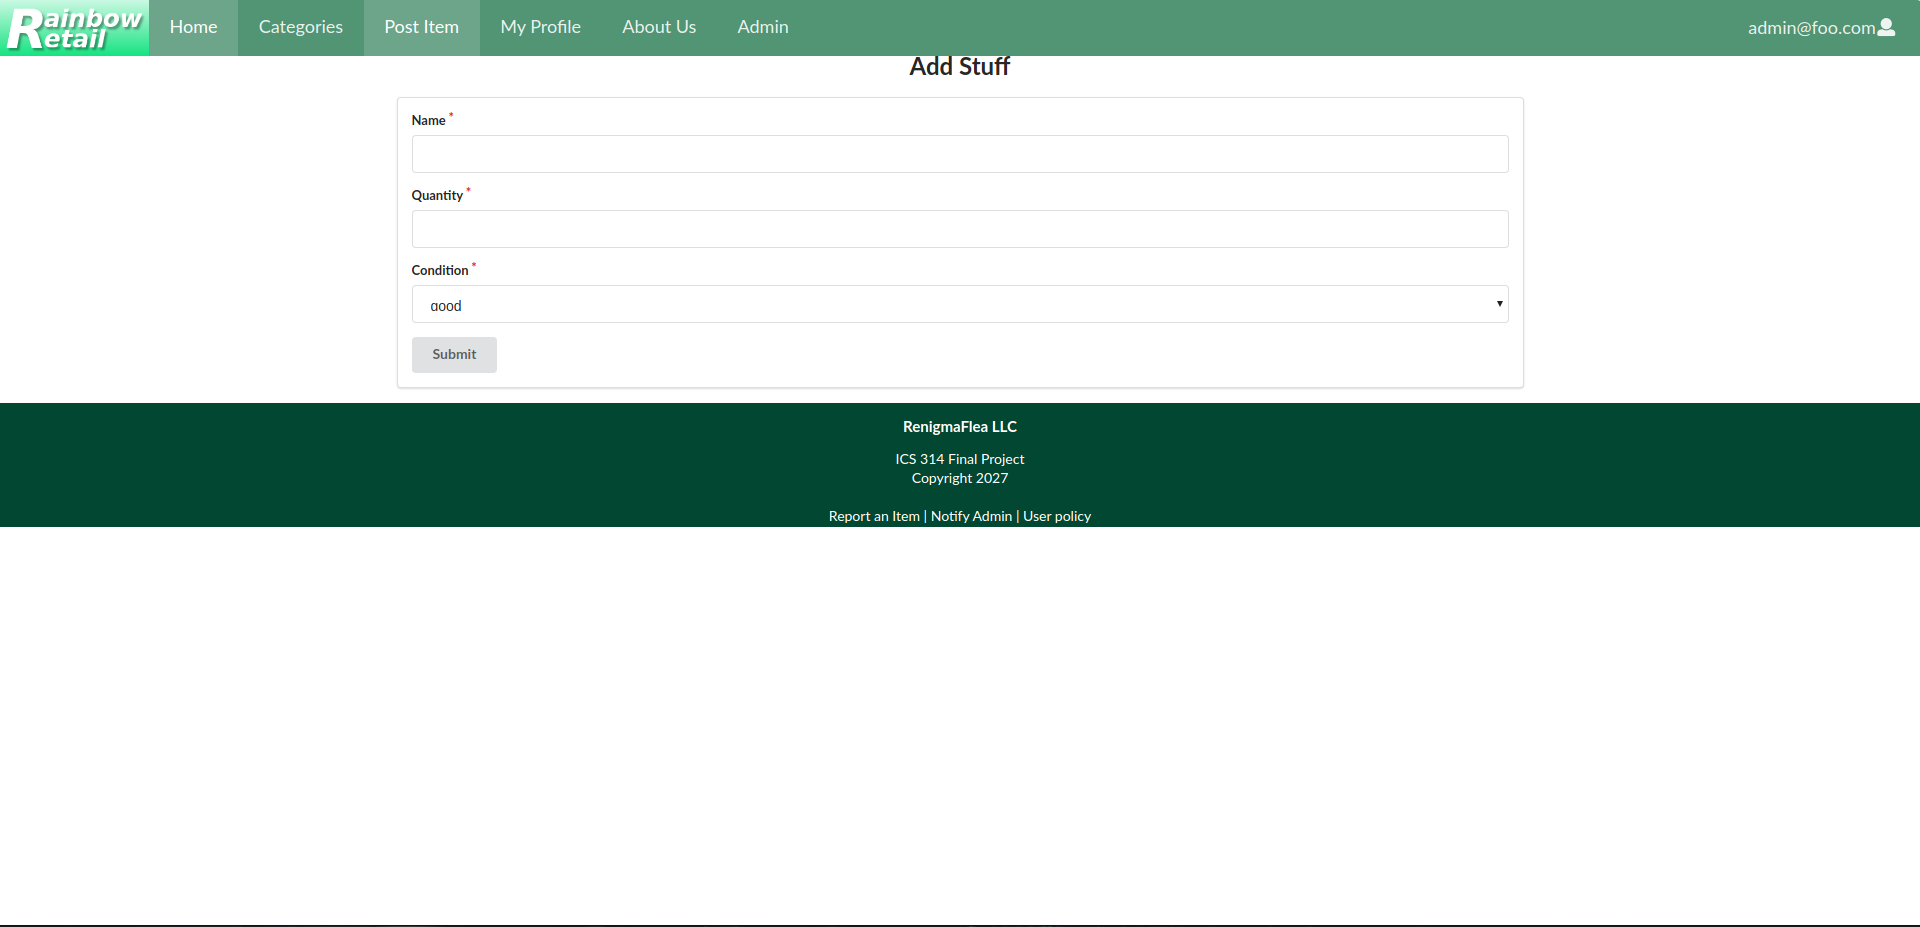 Rainbow
Retail
Home Categories Post Item My Profile About Us Admin admin@foo.com
Add Stuff
Name *
Quantity *
Condition *
good
Submit
RenigmaFlea LLC
ICS 314 Final Project
Copyright 2027
Report an Item | Notify Admin | User policy